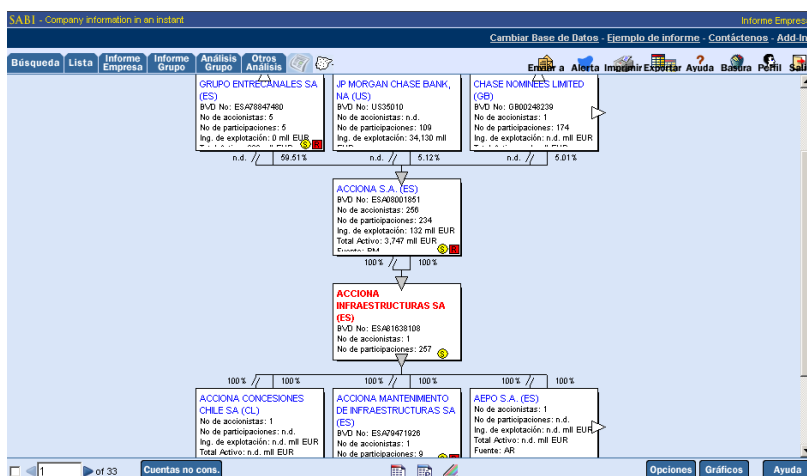 SABI - Company information in an instant
Informe Empresa
Cambiar Base de Datos - Ejemplo de informe - Contáctenos - Add-In
Búsqueda
Lista
Informe Empresa
Informe Grupo
Análisis Grupo
Otros Análisis
Enviar a
Alerta
Imprimir
Exportar
Ayuda
Basura
Perfil
Sali
GRUPO ENTRECANALES SA
(ES)
BVD No: ESA78847480
No de accionistas: 5
No de participaciones: 5
Ing. de explotación: 0 mill EUR
JP MORGAN CHASE BANK,
NA (US)
BVD No: US35010
No de accionistas: n.d.
No de participaciones: 109
Ing. de explotación: 34,130 mill
CHASE NOMINEES LIMITED
(GB)
BVD No: GB00248239
No de accionistas: 1
No de participaciones: 174
Ing. de explotación: n.d. mll EUR
n.d. // 59.51%
n.d. // 5.12%
n.d. // 5.01%
ACCIONA S.A. (ES)
BVD No: ESA08001851
No de accionistas: 256
No de participaciones: 234
Ing. de explotación: 132 mill EUR
Total Activo: 3,747 mill EUR
Fuente: BM
100% // 100%
ACCIONA
INFRAESTRUCTURAS SA
(ES)
BVD No: ESA81638108
No de accionistas: 1
No de participaciones: 257
100% // 100%
100% // 100%
100% // 100%
ACCIONA CONCESIONES
CHILE SA (CL)
No de accionistas: 1
No de participaciones: n.d.
Ing. de explotación: n.d. mll EUR
Total Activo: n.d. mll EUR
ACCIONA MANTENIMIENTO
DE INFRAESTRUCTURAS SA
(ES)
BVD No: ESA79471926
No de accionistas: 1
No de participaciones: 9
AEPO S.A. (ES)
No de accionistas: 1
No de participaciones: n.d.
Ing. de explotación: n.d. mll EUR
Total Activo: n.d. mll EUR
Fuente: AR
1 of 33
Cuentas no cons.
Opciones
Gráficos
Ayuda